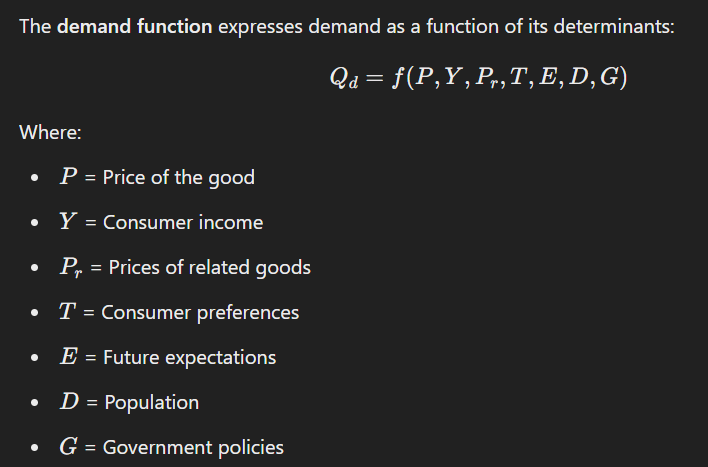 The demand function expresses demand as a function of its determinants:
Q_d = f(P, Y, P_r, T, E, D, G)
Where:
• P = Price of the good
• Y = Consumer income
• P_r = Prices of related goods
• T = Consumer preferences
• E = Future expectations
• D = Population
• G = Government policies